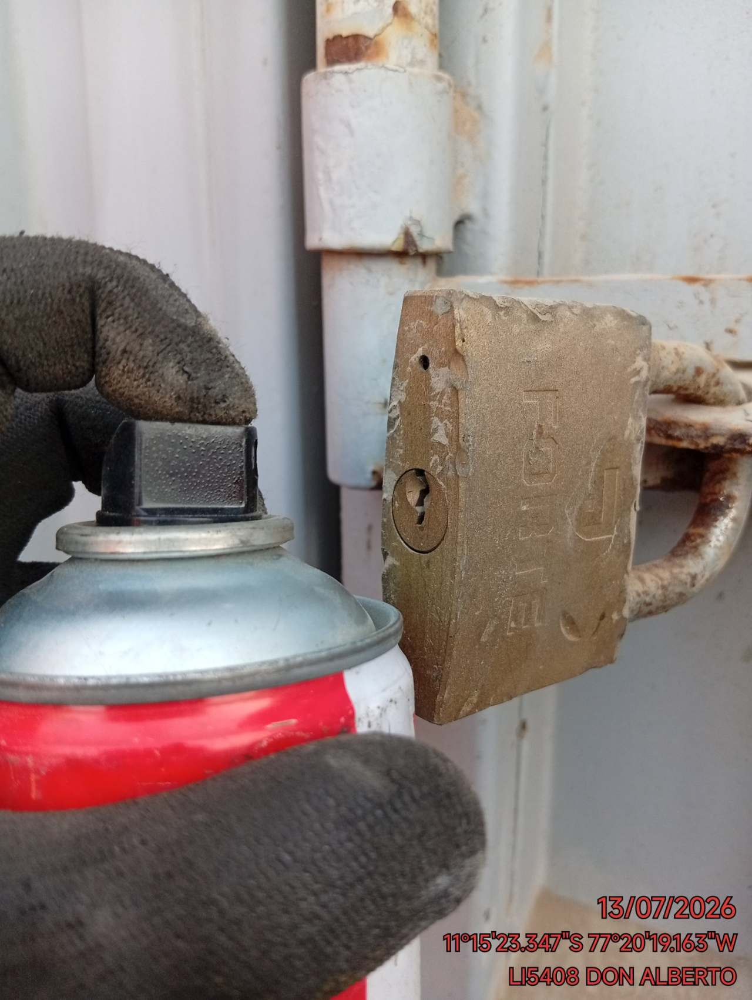 FORTE
13/07/2026
11°15'23.347"S 77°20'19.163"W
LI5408 DON ALBERTO